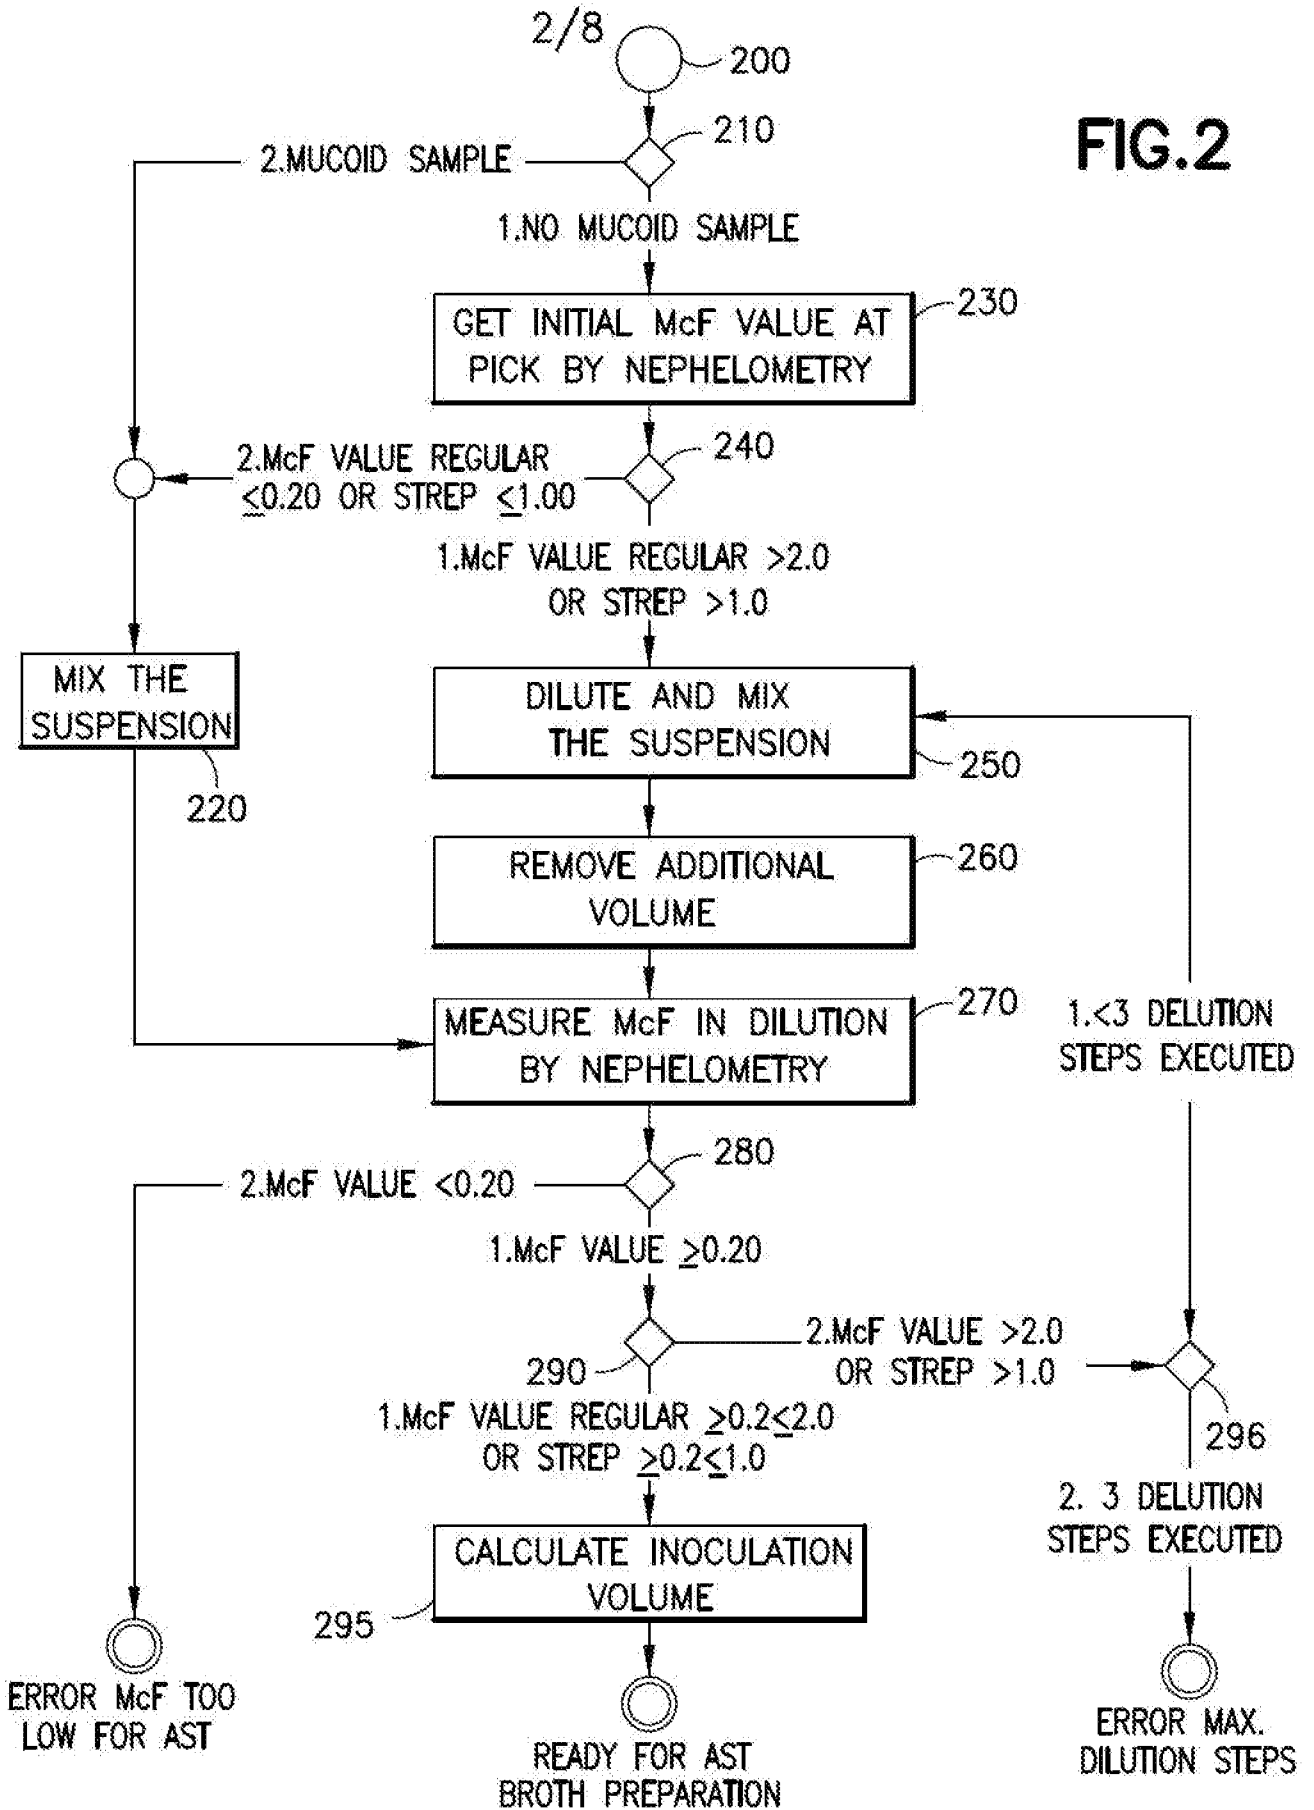 2/8
200
FIG.2
210
2.MUCOID SAMPLE
1.NO MUCOID SAMPLE
230
GET INITIAL McF VALUE AT
PICK BY NEPHELOMETRY
240
2.McF VALUE REGULAR
≤0.20 OR STREP ≤1.00
1.McF VALUE REGULAR >2.0
OR STREP >1.0
MIX THE
SUSPENSION
220
DILUTE AND MIX
THE SUSPENSION
250
REMOVE ADDITIONAL
VOLUME
260
MEASURE McF IN DILUTION
BY NEPHELOMETRY
270
1.<3 DELUTION
STEPS EXECUTED
280
2.McF VALUE <0.20
1.McF VALUE ≥0.20
290
2.McF VALUE >2.0
OR STREP >1.0
296
1.McF VALUE REGULAR ≥0.2≤2.0
OR STREP ≥0.2≤1.0
2. 3 DELUTION
STEPS EXECUTED
CALCULATE INOCULATION
VOLUME
295
ERROR McF TOO
LOW FOR AST
READY FOR AST
BROTH PREPARATION
ERROR MAX.
DILUTION STEPS